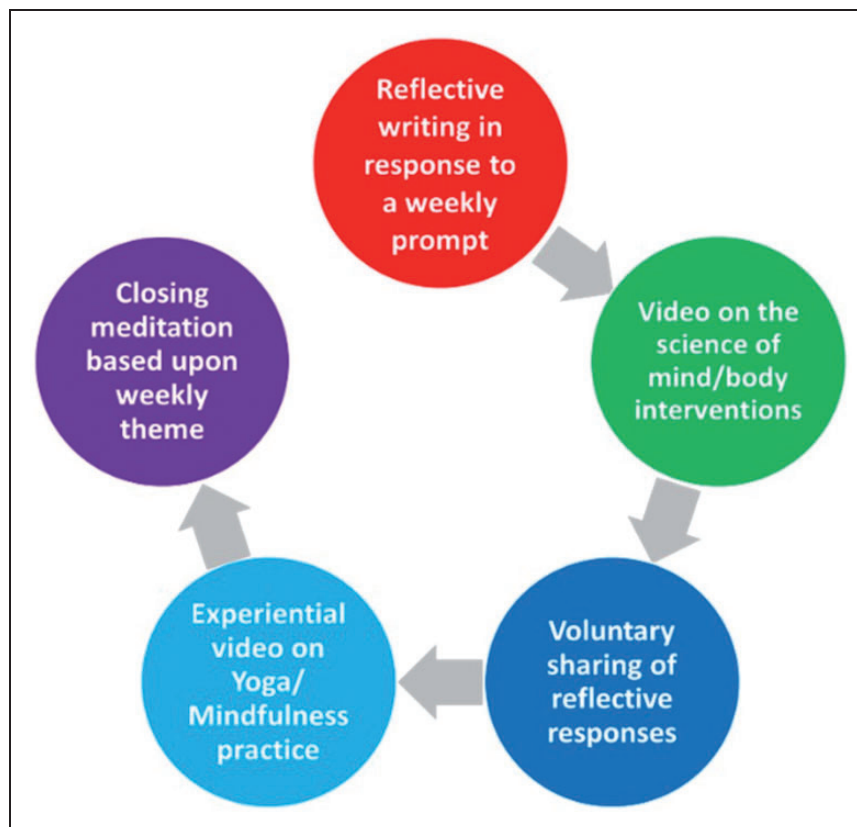 Reflective
writing in
response to
a weekly
prompt
Video on the
science of
mind/body
interventions
Voluntary
sharing of
reflective
responses
Experiential
video on
Yoga/
Mindfulness
practice
Closing
meditation
based upon
weekly
theme